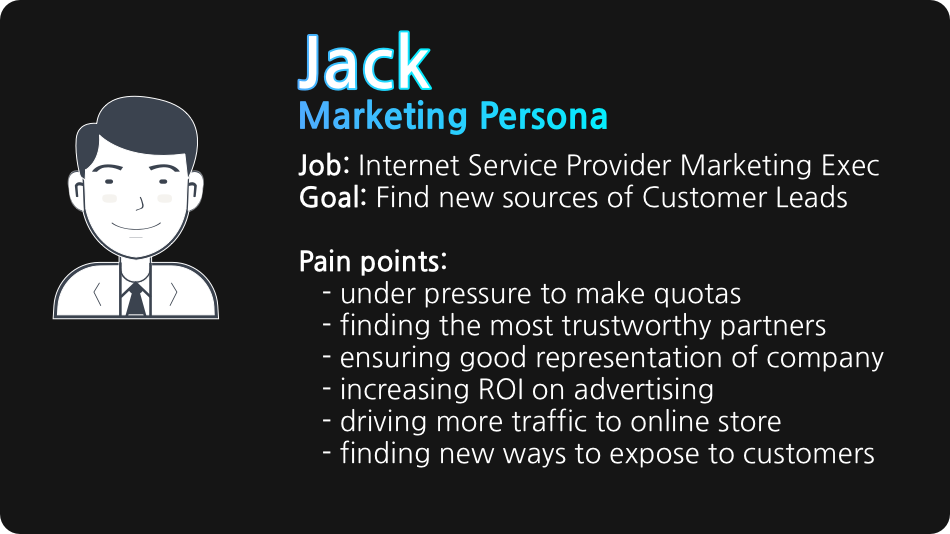 Jack
Marketing Persona
Job: Internet Service Provider Marketing Exec
Goal: Find new sources of Customer Leads
Pain points:
- under pressure to make quotas
- finding the most trustworthy partners
- ensuring good representation of company
- increasing ROI on advertising
- driving more traffic to online store
- finding new ways to expose to customers